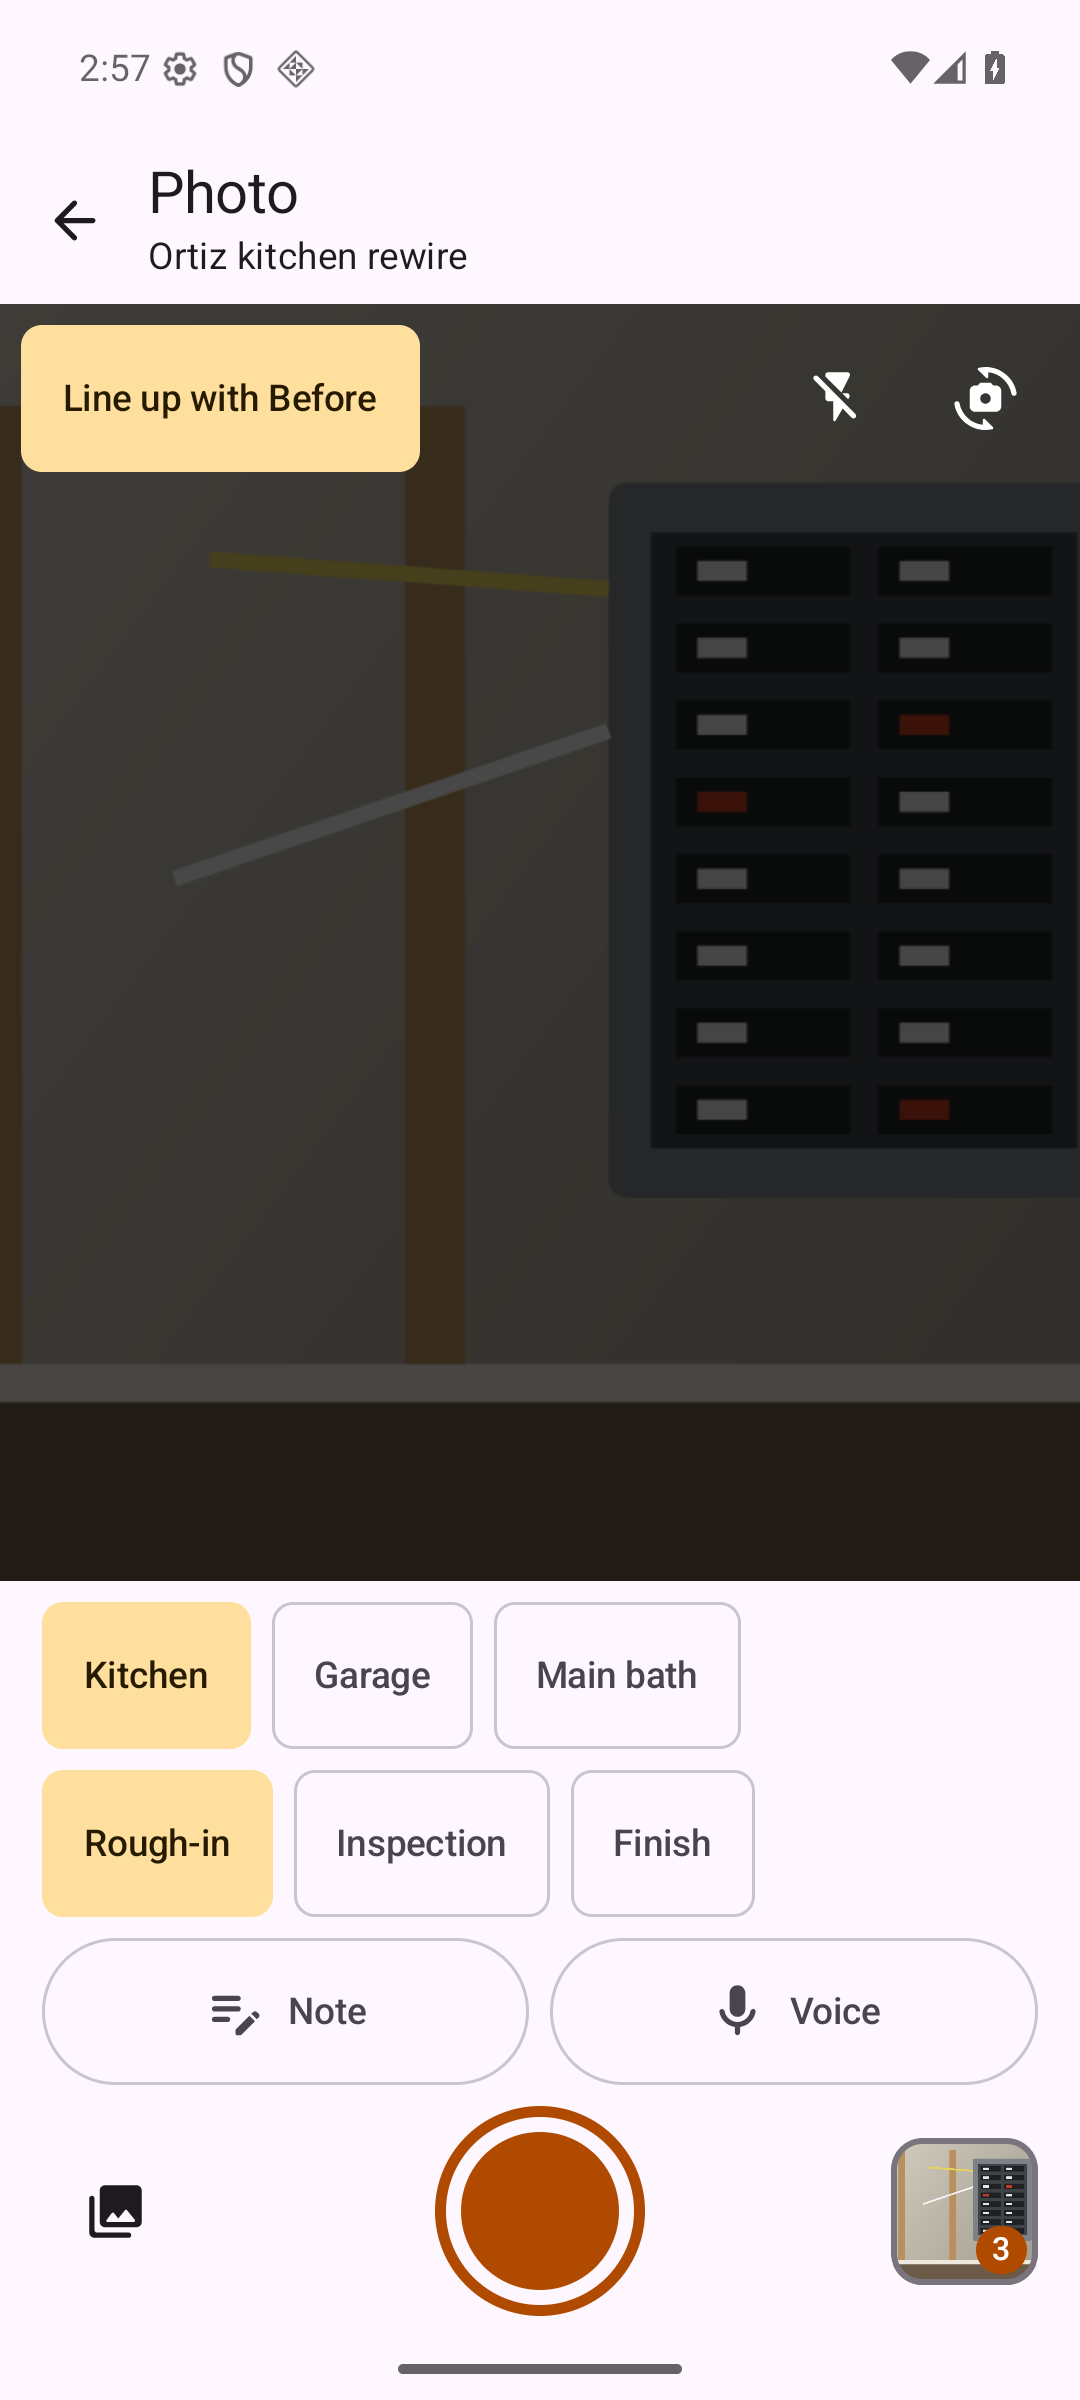 2:57
Photo
Ortiz kitchen rewire
Line up with Before
Kitchen Garage Main bath
Rough-in Inspection Finish
Note Voice
3